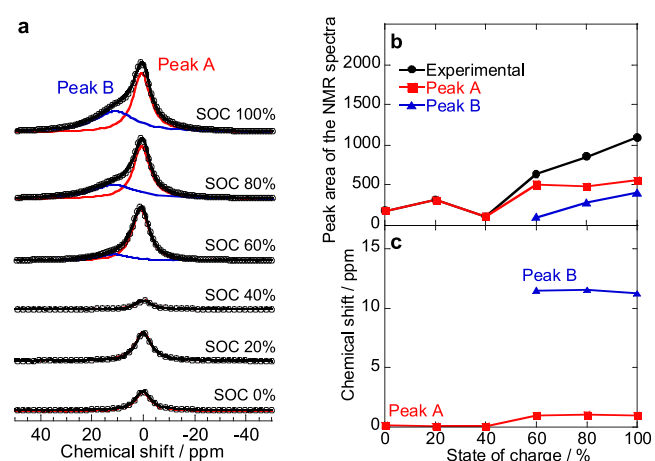 a
Peak A
Peak B
SOC 100%
SOC 80%
SOC 60%
SOC 40%
SOC 20%
SOC 0%
40 20 0 -20 -40
Chemical shift / ppm
b
Experimental
Peak A
Peak B
2000
1500
1000
500
0
Peak area of the NMR spectra
c
Peak B
Peak A
15
10
5
0
Chemical shift / ppm
0 20 40 60 80 100
State of charge / %